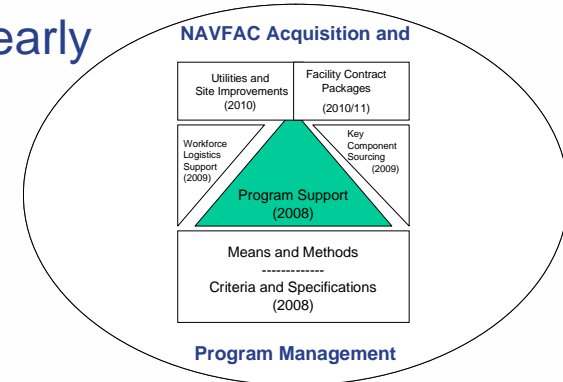 early
NAVFAC Acquisition and
Utilities and
Site Improvements
(2010)
Facility Contract
Packages
(2010/11)
Workforce
Logistics
Support
(2009)
Key
Component
Sourcing
(2009)
Program Support
(2008)
Means and Methods
-------------
Criteria and Specifications
(2008)
Program Management